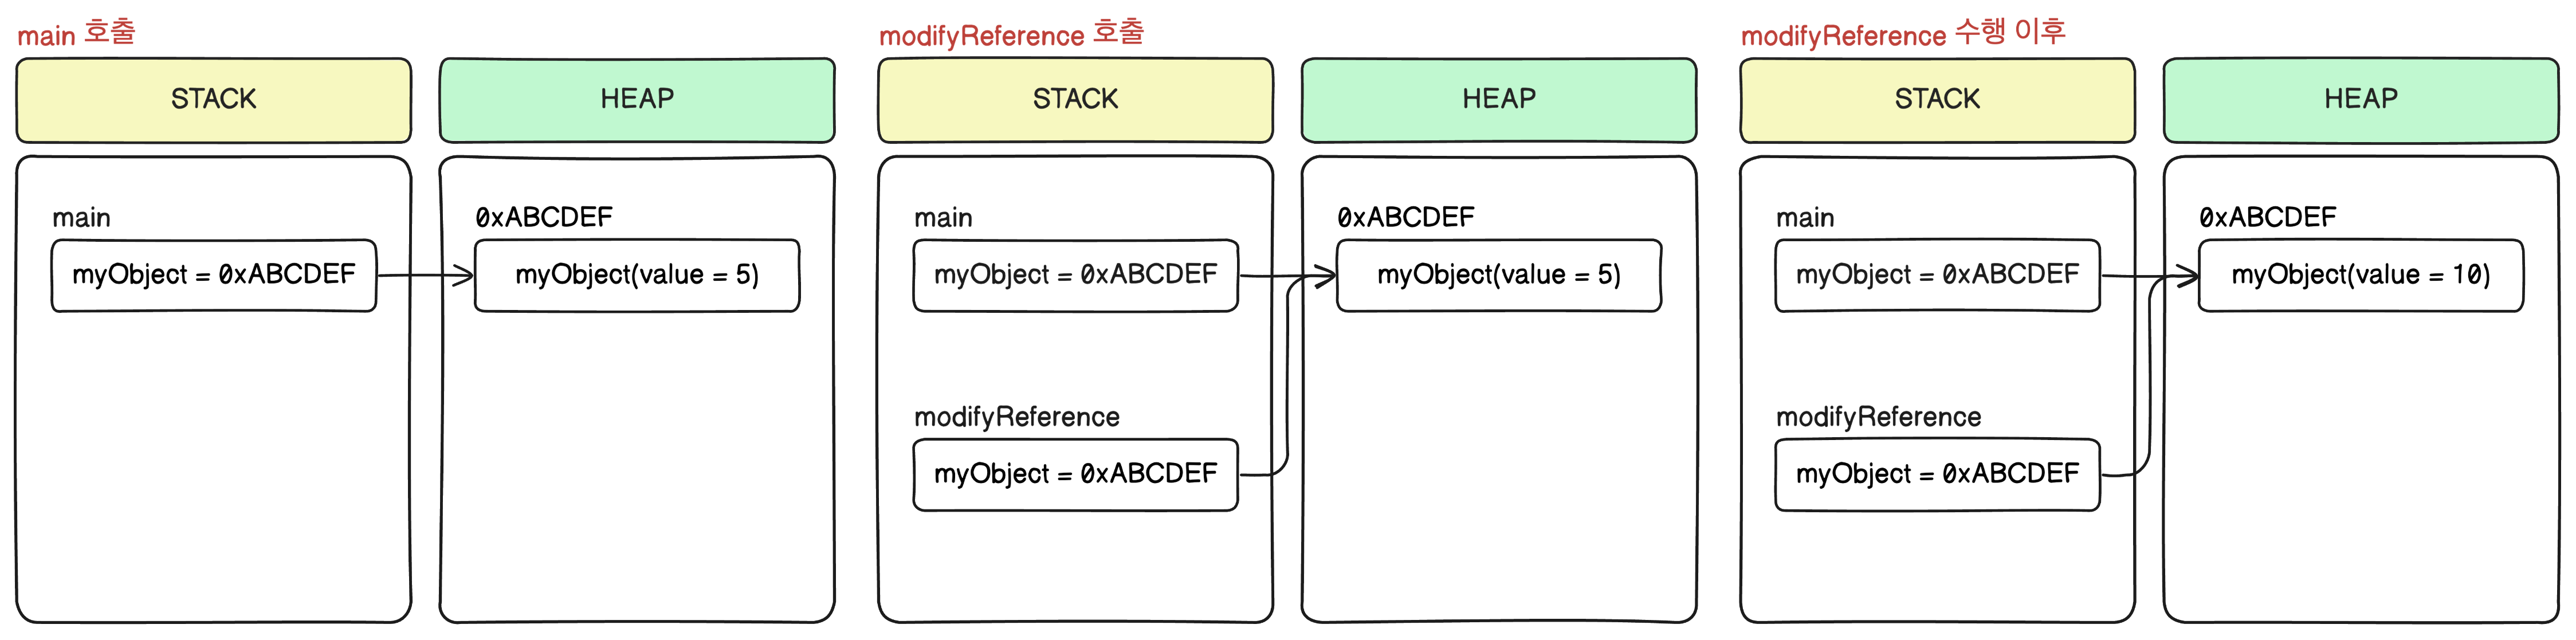 main 호출
STACK
HEAP
main
myObject = 0xABCDEF
0xABCDEF
myObject(value = 5)
modifyReference 호출
STACK
HEAP
main
myObject = 0xABCDEF
0xABCDEF
myObject(value = 5)
modifyReference
myObject = 0xABCDEF
modifyReference 수행 이후
STACK
HEAP
main
myObject = 0xABCDEF
0xABCDEF
myObject(value = 10)
modifyReference
myObject = 0xABCDEF